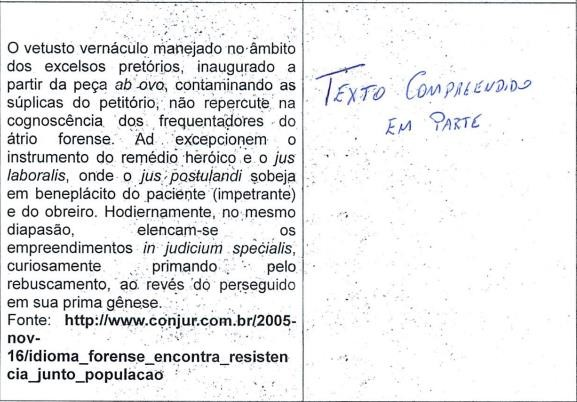 O vetusto vernáculo manejado no âmbito
dos excelsos pretórios, inaugurado a
partir da peça ab ovo, contaminando as
súplicas do petitório, não repercute na
cognoscência dos frequentadores do
átrio forense. Ad excepcionem o
instrumento do remédio heróico e o jus
laboralis, onde o jus postulandi sobeja
em beneplácito do paciente (impetrante)
e do obreiro. Hodiernamente, no mesmo
diapasão, elencam-se os
empreendimentos in judicium specialis,
curiosamente primando pelo
rebuscamento, ao revés do perseguido
em sua prima gênese.
Fonte: http://www.conjur.com.br/2005-
nov-
16/idioma_forense_encontra_resisten
cia_junto_populacao
TEXTO COMPREENDIDO
EM PARTE